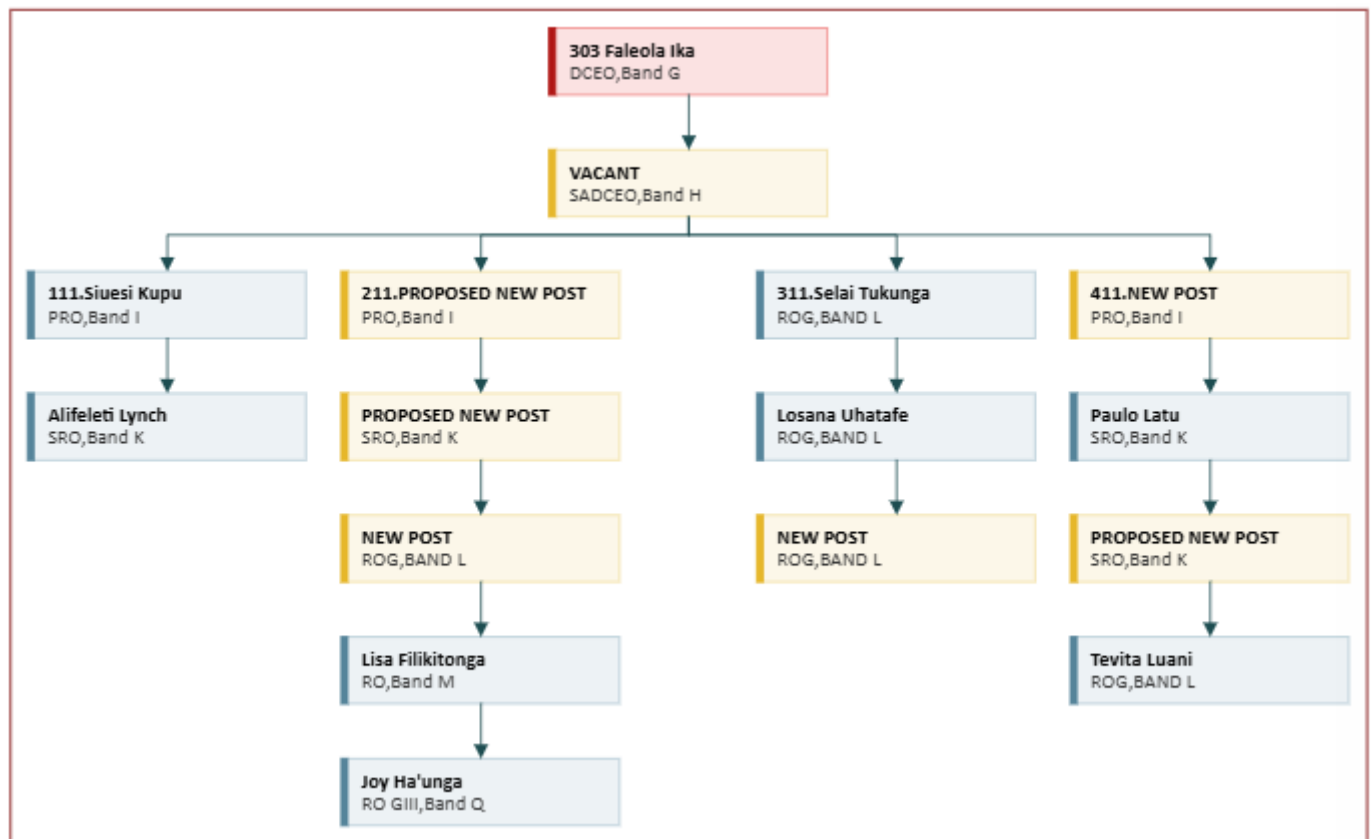 303 Faleola Ika
DCEO,Band G
VACANT
SADCEO,Band H
111.Siuesi Kupu
PRO,Band I
211.PROPOSED NEW POST
PRO,Band I
311.Selai Tukunga
ROG,BAND L
411.NEW POST
PRO,Band I
Alifeleti Lynch
SRO,Band K
PROPOSED NEW POST
SRO,Band K
Losana Uhatafe
ROG,BAND L
Paulo Latu
SRO,Band K
NEW POST
ROG,BAND L
NEW POST
ROG,BAND L
PROPOSED NEW POST
SRO,Band K
Lisa Filikitonga
RO,Band M
Tevita Luani
ROG,BAND L
Joy Ha'unga
RO GIII,Band Q